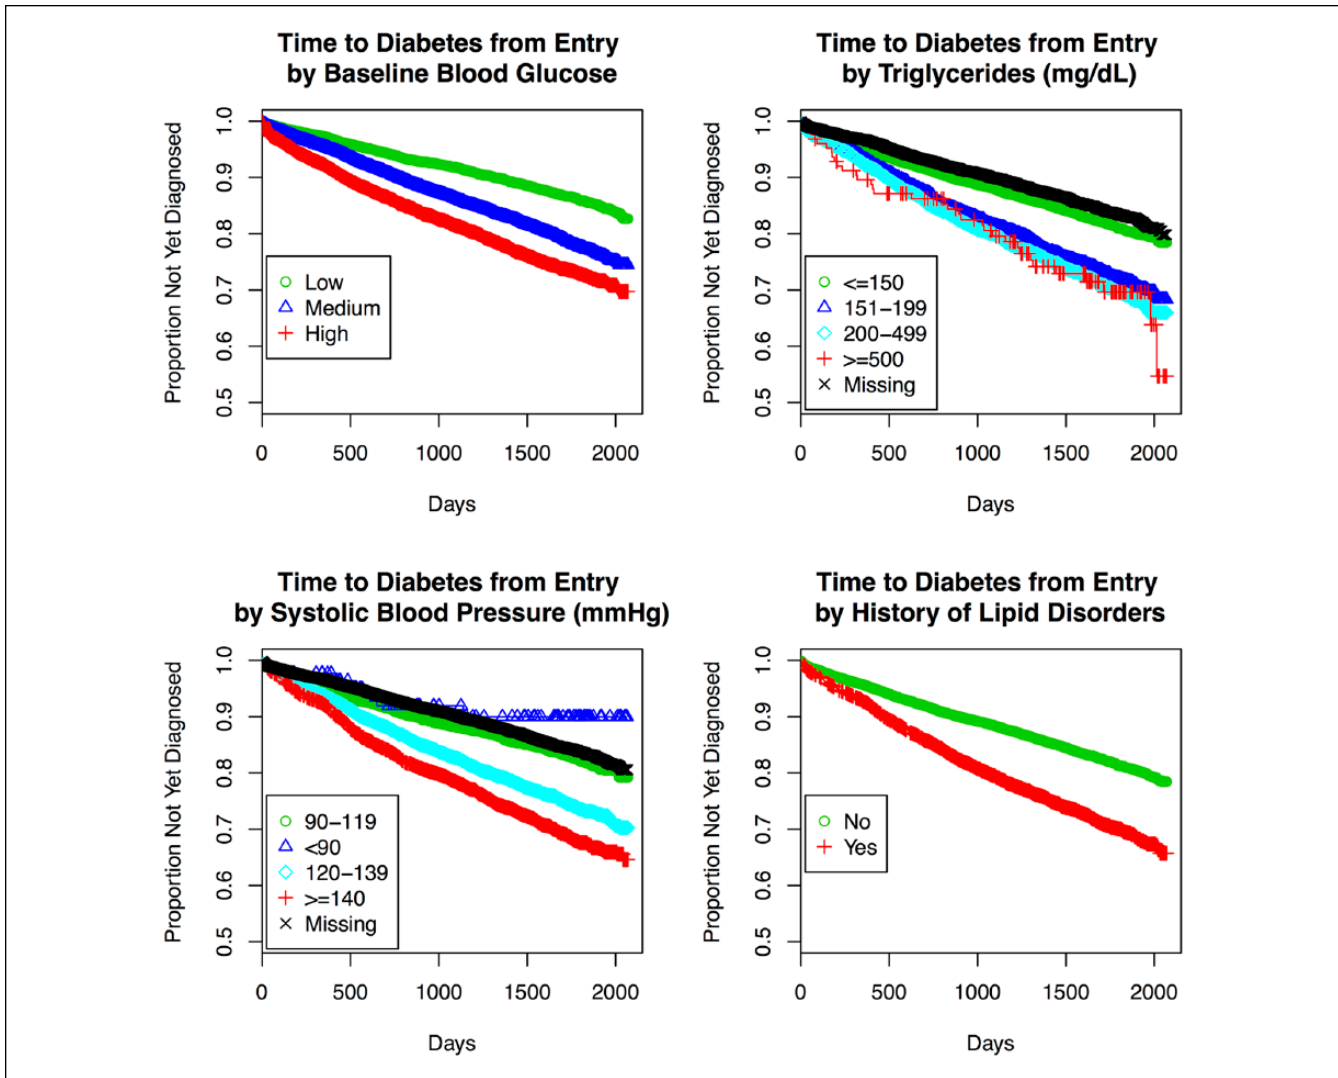 Time to Diabetes from Entry
by Baseline Blood Glucose
Proportion Not Yet Diagnosed
1.0
0.9
0.8
0.7
0.6
0.5
Low
Medium
High
0 500 1000 1500 2000
Days
Time to Diabetes from Entry
by Triglycerides (mg/dL)
Proportion Not Yet Diagnosed
1.0
0.9
0.8
0.7
0.6
0.5
<=150
151-199
200-499
>=500
Missing
0 500 1000 1500 2000
Days
Time to Diabetes from Entry
by Systolic Blood Pressure (mmHg)
Proportion Not Yet Diagnosed
1.0
0.9
0.8
0.7
0.6
0.5
90-119
<90
120-139
>=140
Missing
0 500 1000 1500 2000
Days
Time to Diabetes from Entry
by History of Lipid Disorders
Proportion Not Yet Diagnosed
1.0
0.9
0.8
0.7
0.6
0.5
No
Yes
0 500 1000 1500 2000
Days